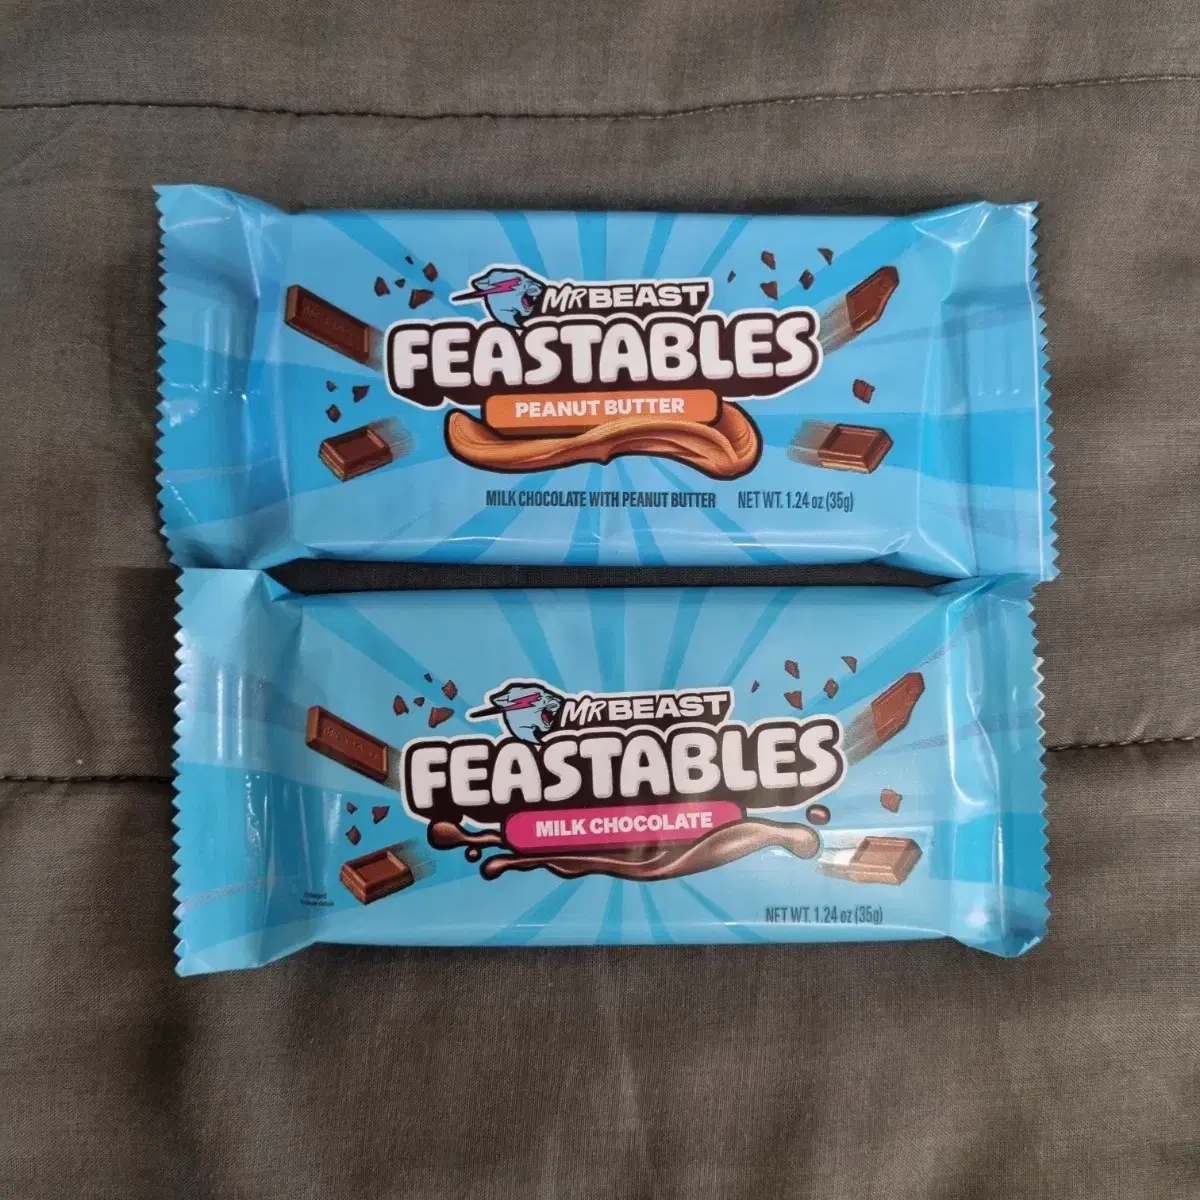 MR BEAST
FEASTABLES
PEANUT BUTTER
MILK CHOCOLATE WITH PEANUT BUTTER NET WT. 1.24 oz (35g)
MR BEAST
FEASTABLES
MILK CHOCOLATE
NET WT. 1.24 oz (35g)